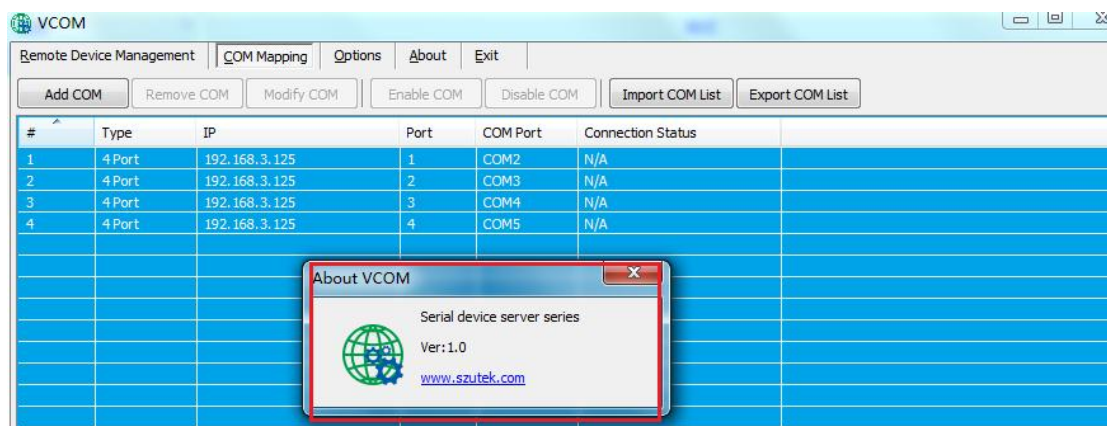 VCOM
Remote Device Management COM Mapping Options About Exit
Add COM Remove COM Modify COM Enable COM Disable COM Import COM List Export COM List
# Type IP Port COM Port Connection Status
1 4 Port 192.168.3.125 1 COM2 N/A
2 4 Port 192.168.3.125 2 COM3 N/A
3 4 Port 192.168.3.125 3 COM4 N/A
4 4 Port 192.168.3.125 4 COM5 N/A
About VCOM
Serial device server series
Ver:1.0
www.szutek.com